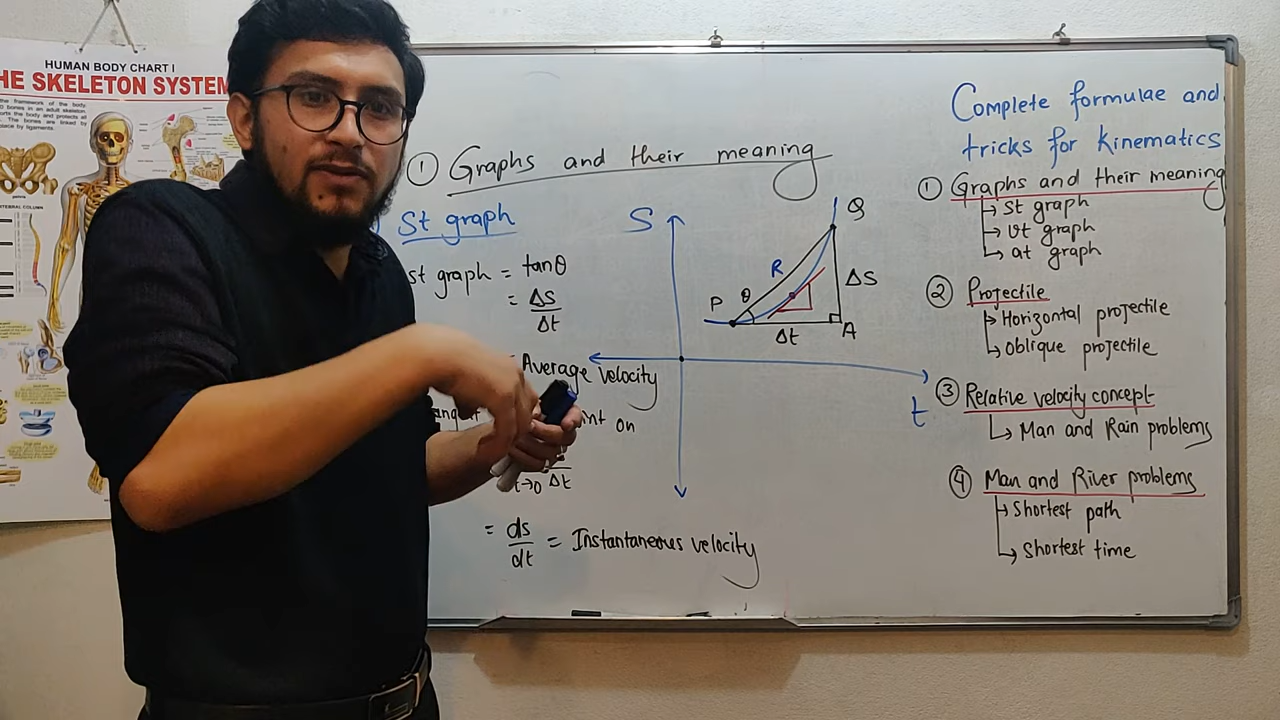 HUMAN BODY CHART I
HE SKELETON SYSTEM
① Graphs and their meaning
St graph
st graph = tanθ
= ΔS/Δt
Average velocity
on
t→0 Δt
= ds/dt = Instantaneous velocity
S
Q
R
ΔS
P
θ
A
Δt
t
Complete formulae and
tricks for Kinematics
① Graphs and their meaning
st graph
vt graph
at graph
② Projectile
Horizontal projectile
Oblique projectile
③ Relative velocity concept
Man and Rain problems
④ Man and River problems
Shortest path
Shortest time